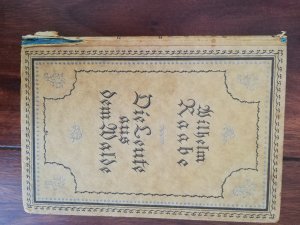 Wilhelm
Raabe
Die Leute
aus
dem Walde